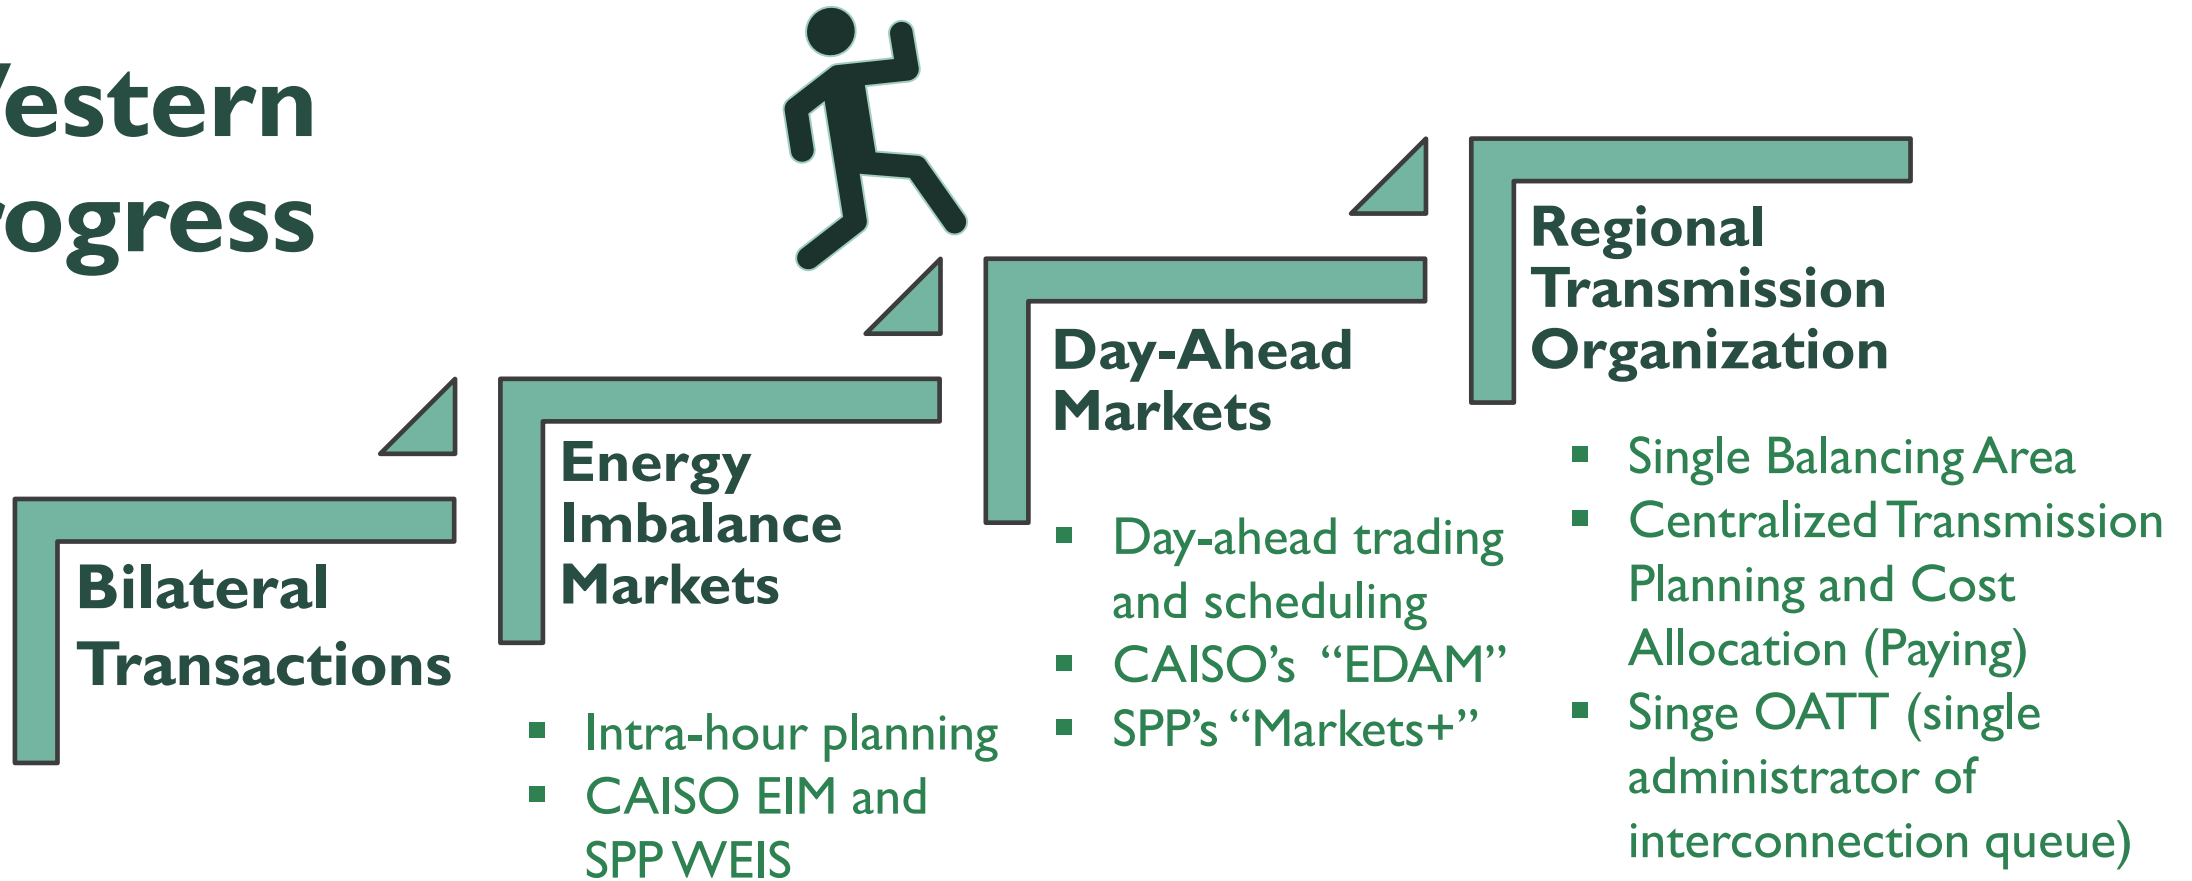 estern
ogress
Bilateral
Transactions
Energy
Imbalance
Markets
▪ Intra-hour planning
▪ CAISO EIM and
SPP WEIS
Day-Ahead
Markets
▪ Day-ahead trading
and scheduling
▪ CAISO’s “EDAM”
▪ SPP’s “Markets+”
Regional
Transmission
Organization
▪ Single Balancing Area
▪ Centralized Transmission
Planning and Cost
Allocation (Paying)
▪ Singe OATT (single
administrator of
interconnection queue)